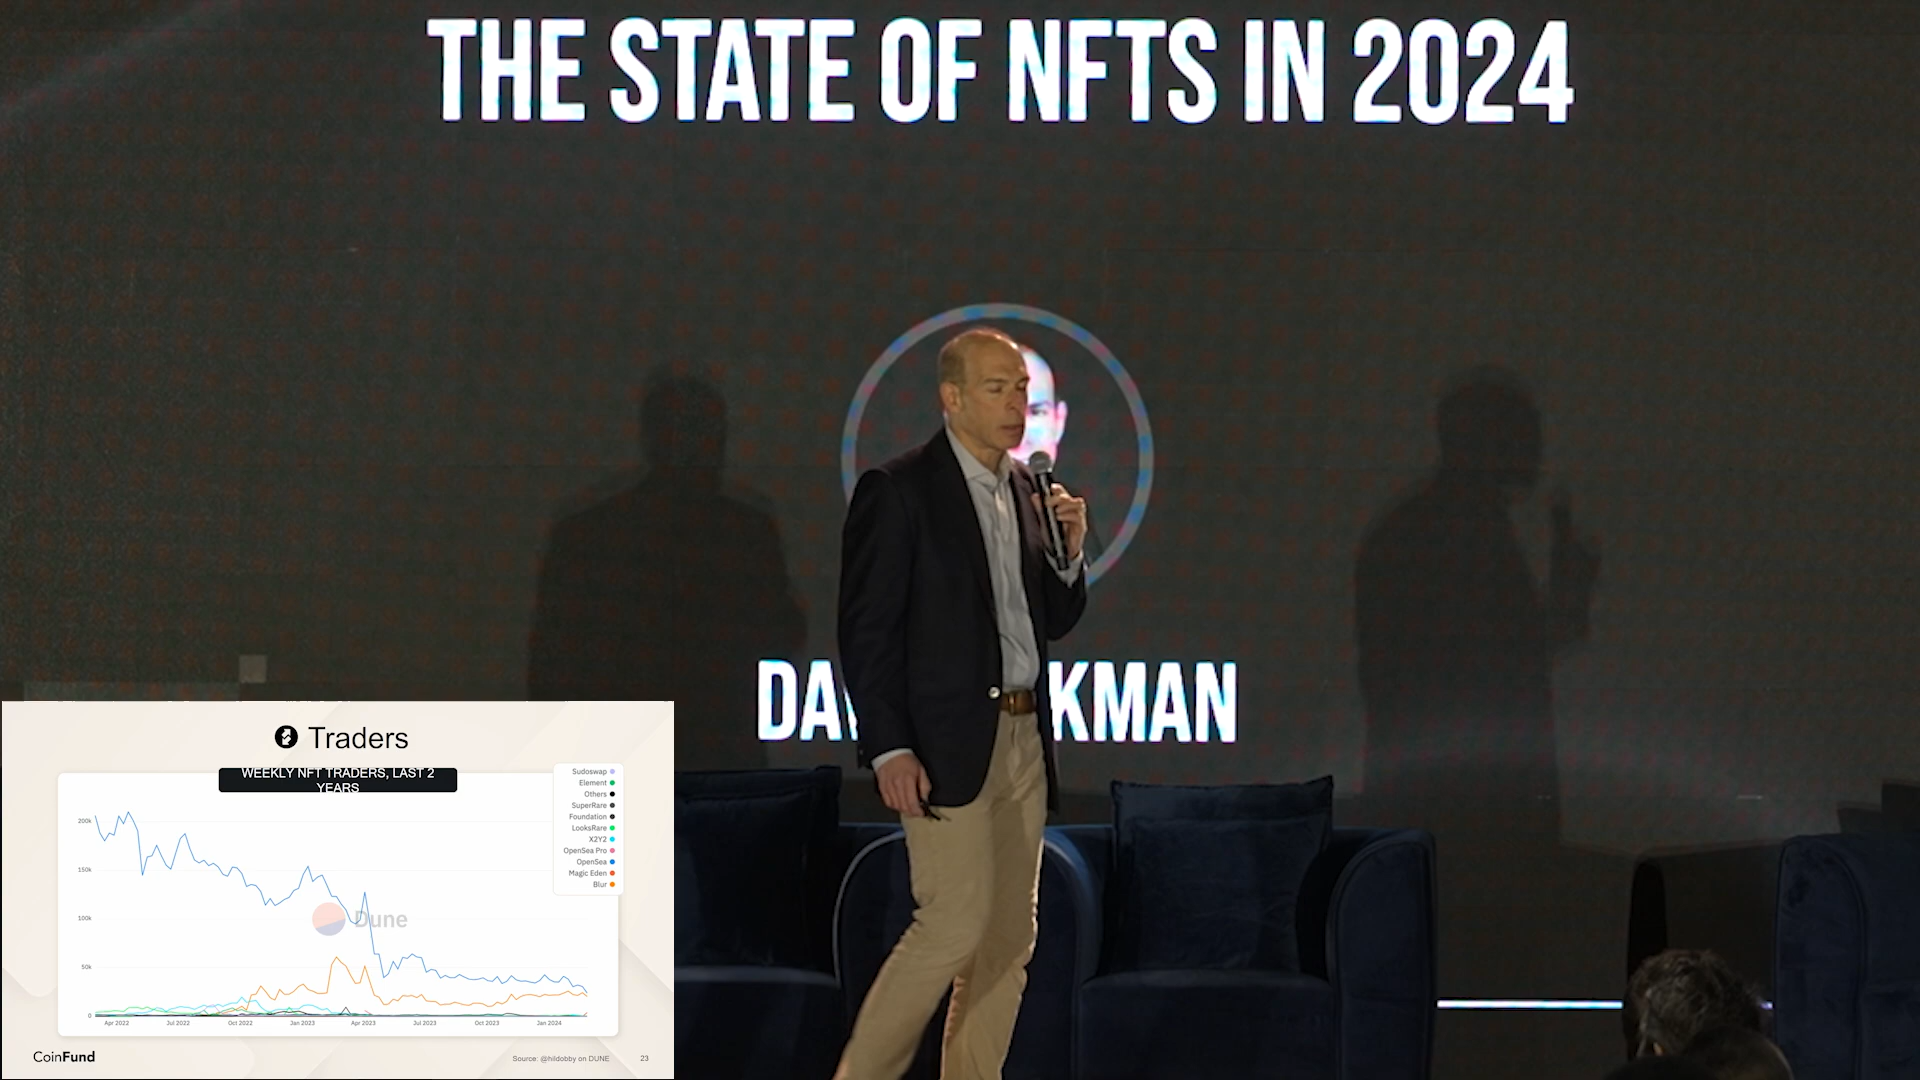 THE STATE OF NFTS IN 2024
DA KMAN
Traders
WEEKLY NFT TRADERS, LAST 2
YEARS
Sudoswap
Element
Others
SuperRare
Foundation
LooksRare
X2Y2
OpenSea Pro
OpenSea
Magic Eden
Blur
200k
150k
100k
50k
0
Dune
Apr 2022 Jul 2022 Oct 2022 Jan 2023 Apr 2023 Jul 2023 Oct 2023 Jan 2024
CoinFund
Source: @hildobby on DUNE 23